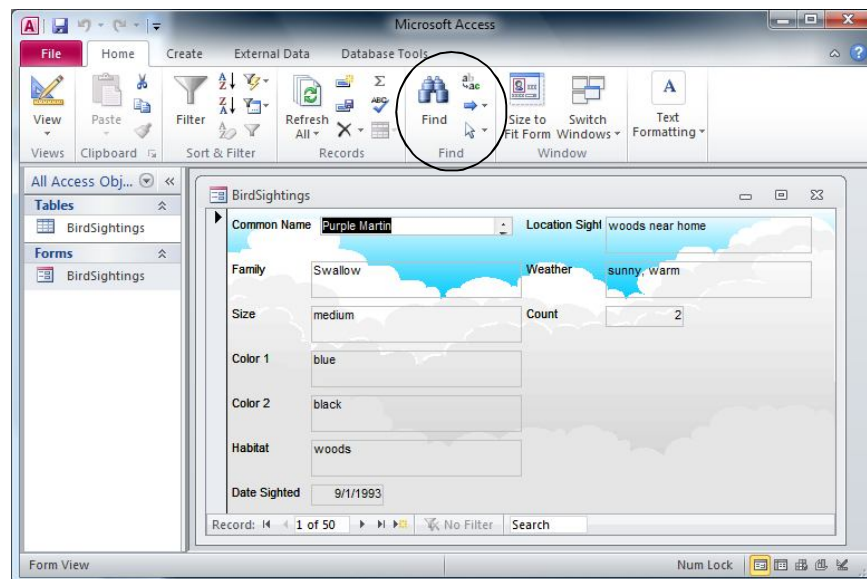 A
Microsoft Access
File Home Create External Data Database Tools
View
Views
Paste
Clipboard
Filter
Sort & Filter
Refresh
All
Σ
ABC
Records
Find
ab
ac
Find
Size to
Fit Form
Switch
Windows
Window
A
Text
Formatting
All Access Obj... «
Tables
BirdSightings
Forms
BirdSightings
BirdSightings
Common Name Purple Martin Location Sight woods near home
Family Swallow Weather sunny, warm
Size medium Count 2
Color 1 blue
Color 2 black
Habitat woods
Date Sighted 9/1/1993
Record: 1 of 50 No Filter Search
Form View Num Lock